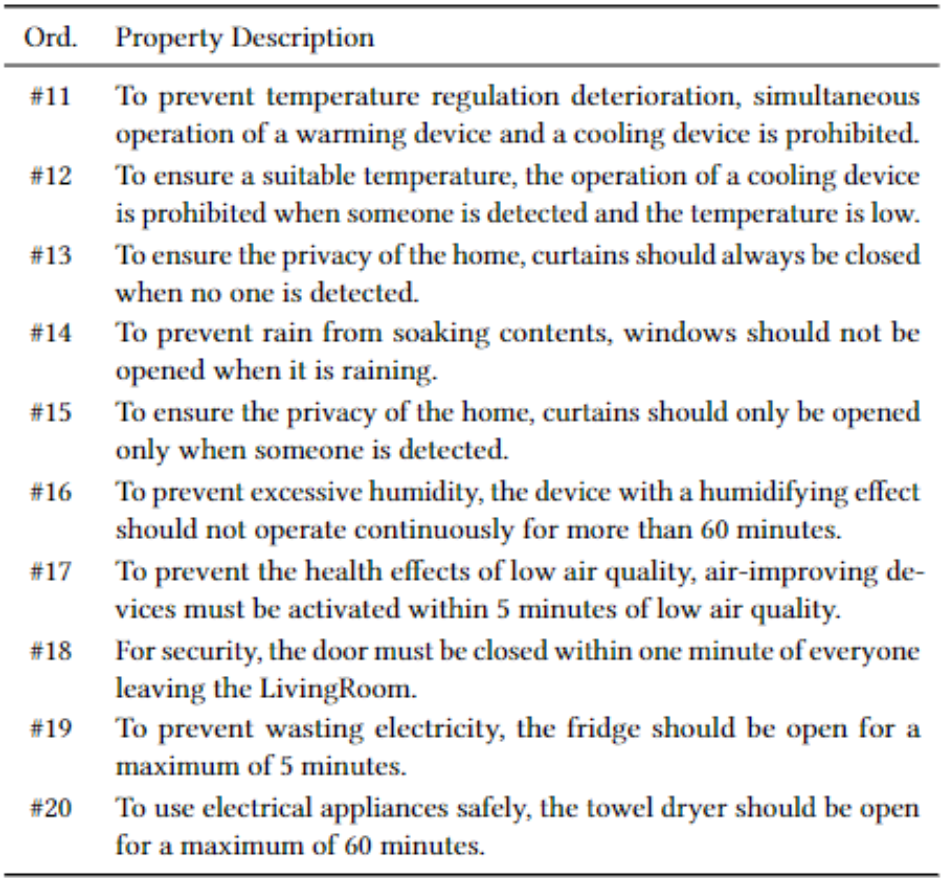 Ord. Property Description
#11 To prevent temperature regulation deterioration, simultaneous
operation of a warming device and a cooling device is prohibited.
#12 To ensure a suitable temperature, the operation of a cooling device
is prohibited when someone is detected and the temperature is low.
#13 To ensure the privacy of the home, curtains should always be closed
when no one is detected.
#14 To prevent rain from soaking contents, windows should not be
opened when it is raining.
#15 To ensure the privacy of the home, curtains should only be opened
only when someone is detected.
#16 To prevent excessive humidity, the device with a humidifying effect
should not operate continuously for more than 60 minutes.
#17 To prevent the health effects of low air quality, air-improving de-
vices must be activated within 5 minutes of low air quality.
#18 For security, the door must be closed within one minute of everyone
leaving the LivingRoom.
#19 To prevent wasting electricity, the fridge should be open for a
maximum of 5 minutes.
#20 To use electrical appliances safely, the towel dryer should be open
for a maximum of 60 minutes.